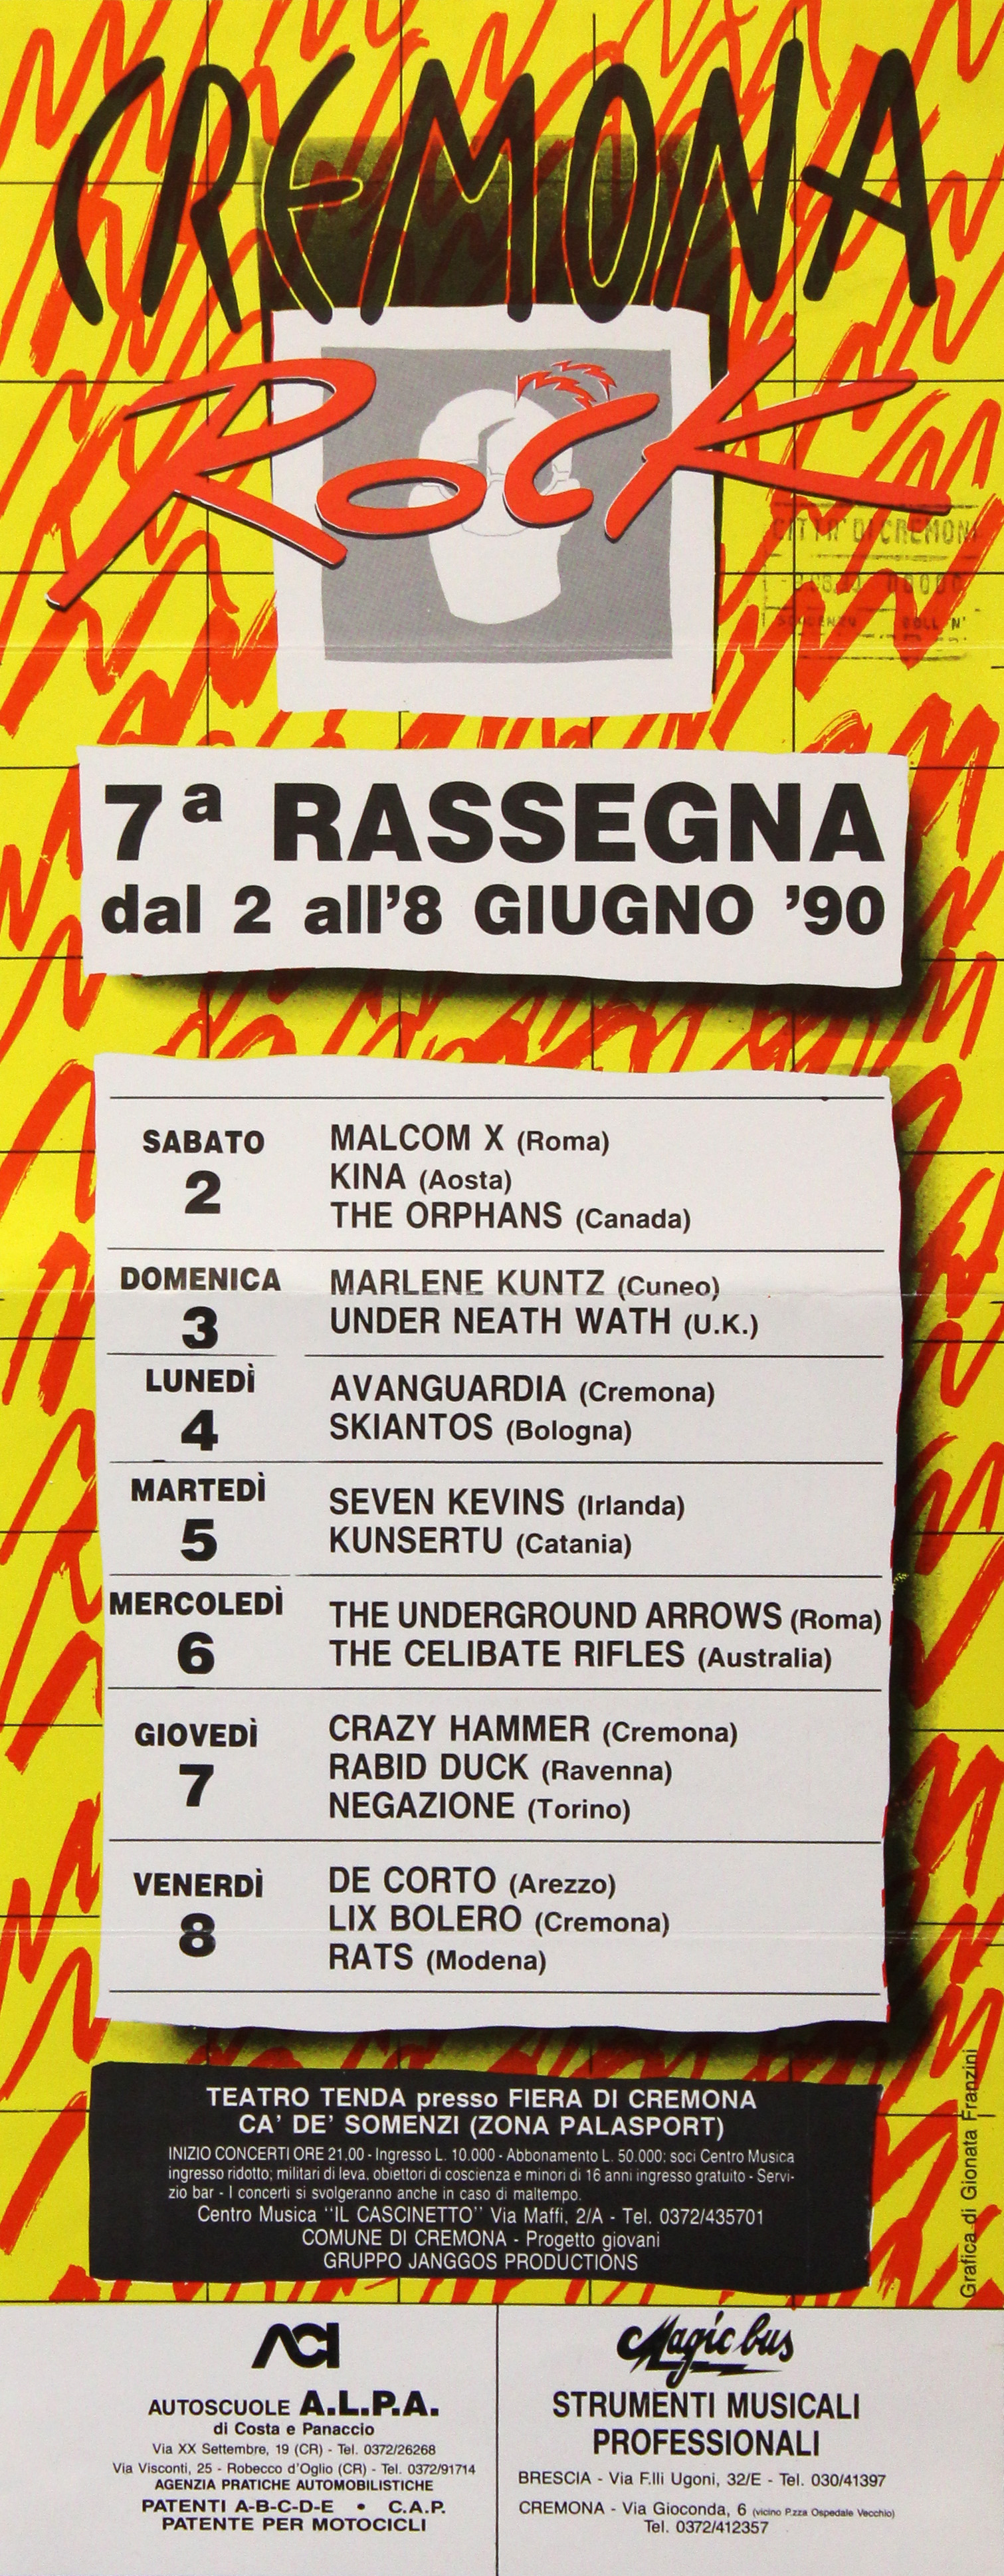 CREMONA
Rock
CITTA' DI CREMONA
7ª RASSEGNA
dal 2 all'8 GIUGNO '90
SABATO
2
MALCOM X (Roma)
KINA (Aosta)
THE ORPHANS (Canada)
DOMENICA
3
MARLENE KUNTZ (Cuneo)
UNDER NEATH WATH (U.K.)
LUNEDÌ
4
AVANGUARDIA (Cremona)
SKIANTOS (Bologna)
MARTEDÌ
5
SEVEN KEVINS (Irlanda)
KUNSERTU (Catania)
MERCOLEDÌ
6
THE UNDERGROUND ARROWS (Roma)
THE CELIBATE RIFLES (Australia)
GIOVEDÌ
7
CRAZY HAMMER (Cremona)
RABID DUCK (Ravenna)
NEGAZIONE (Torino)
VENERDÌ
8
DE CORTO (Arezzo)
LIX BOLERO (Cremona)
RATS (Modena)
TEATRO TENDA presso FIERA DI CREMONA
CA' DE' SOMENZI (ZONA PALASPORT)
INIZIO CONCERTI ORE 21.00 - Ingresso L. 10.000 - Abbonamento L. 50.000; soci Centro Musica
ingresso ridotto; militari di leva, obiettori di coscienza e minori di 16 anni ingresso gratuito - Servi-
zio bar - I concerti si svolgeranno anche in caso di maltempo.
Centro Musica "IL CASCINETTO" Via Maffi, 2/A - Tel. 0372/435701
COMUNE DI CREMONA - Progetto giovani
GRUPPO JANGGOS PRODUCTIONS
Grafica di Gionata Franzini
ACI
AUTOSCUOLE A.L.P.A.
di Costa e Panaccio
Via XX Settembre, 19 (CR) - Tel. 0372/26268
Via Visconti, 25 - Robecco d'Oglio (CR) - Tel. 0372/91714
AGENZIA PRATICHE AUTOMOBILISTICHE
PATENTI A-B-C-D-E • C.A.P.
PATENTE PER MOTOCICLI
Magic bus
STRUMENTI MUSICALI
PROFESSIONALI
BRESCIA - Via F.lli Ugoni, 32/E - Tel. 030/41397
CREMONA - Via Gioconda, 6 (vicino P.zza Ospedale Vecchio)
Tel. 0372/412357